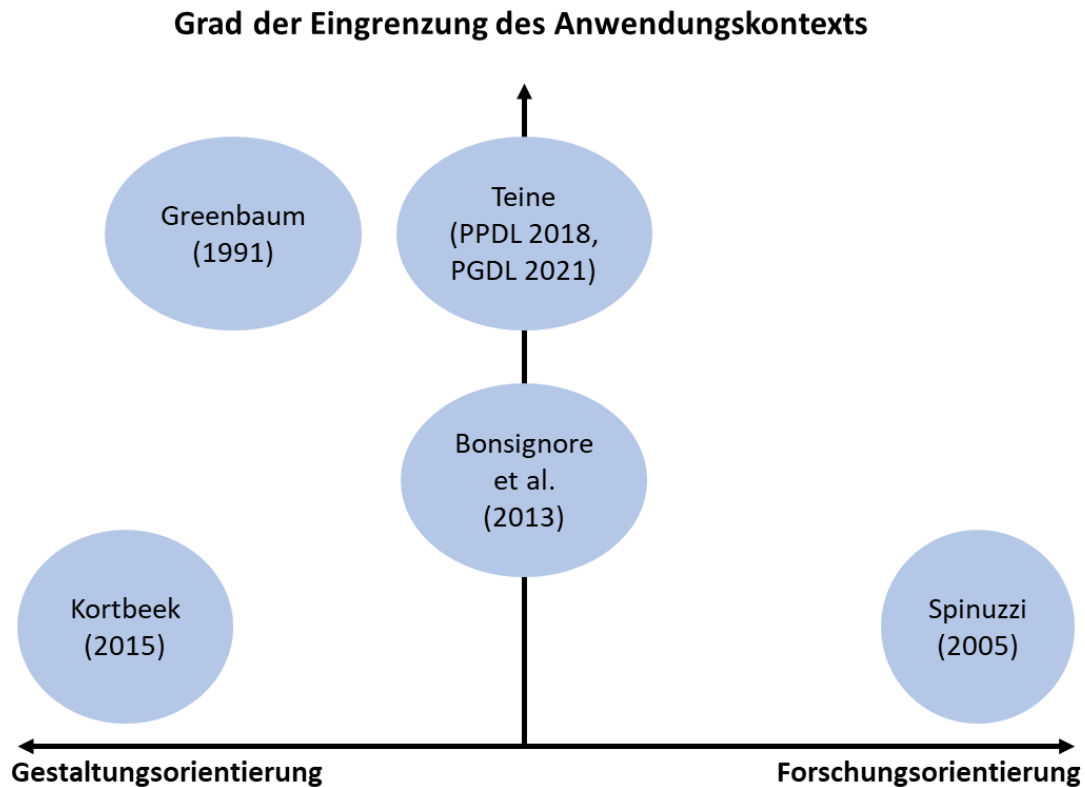 Grad der Eingrenzung des Anwendungskontexts
Greenbaum
(1991)
Teine
(PPDL 2018,
PGDL 2021)
Bonsignore
et al.
(2013)
Kortbeek
(2015)
Spinuzzi
(2005)
Gestaltungsorientierung
Forschungsorientierung